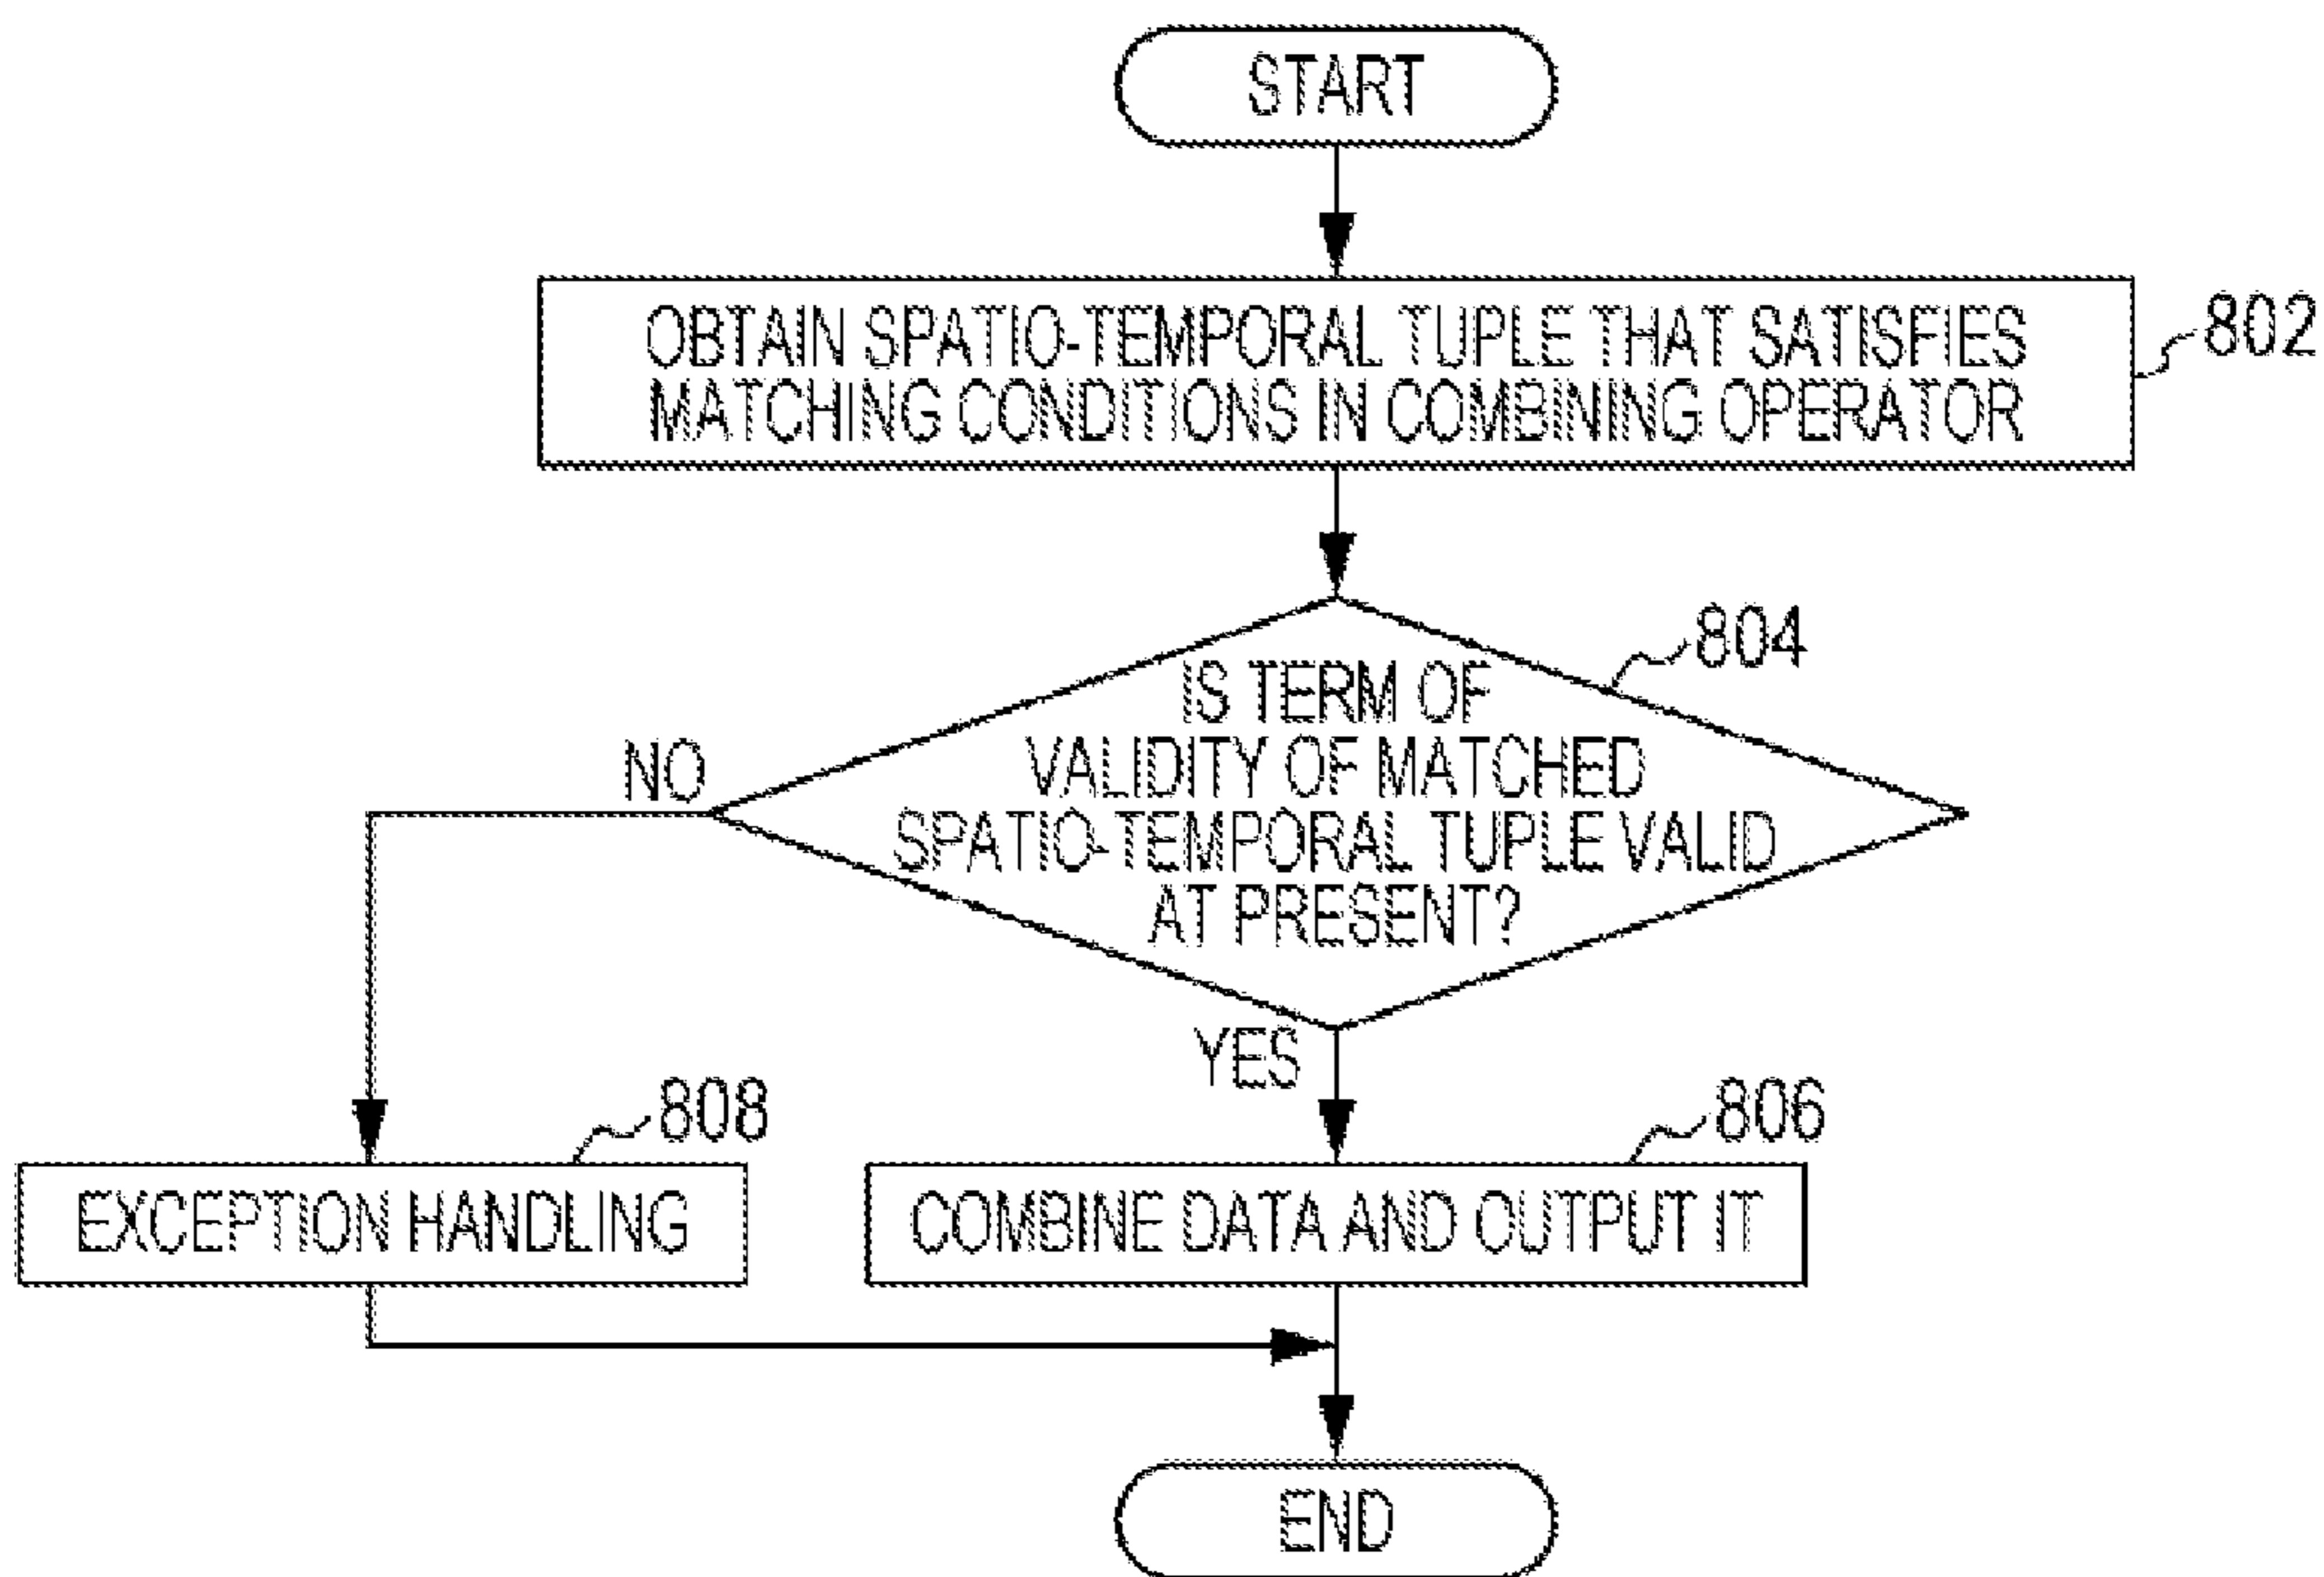 START
OBTAIN SPATIO-TEMPORAL TUPLE THAT SATISFIES
MATCHING CONDITIONS IN COMBINING OPERATOR
802
804
IS TERM OF
VALIDITY OF MATCHED
SPATIO-TEMPORAL TUPLE VALID
AT PRESENT?
NO
YES
808
EXCEPTION HANDLING
806
COMBINE DATA AND OUTPUT IT
END